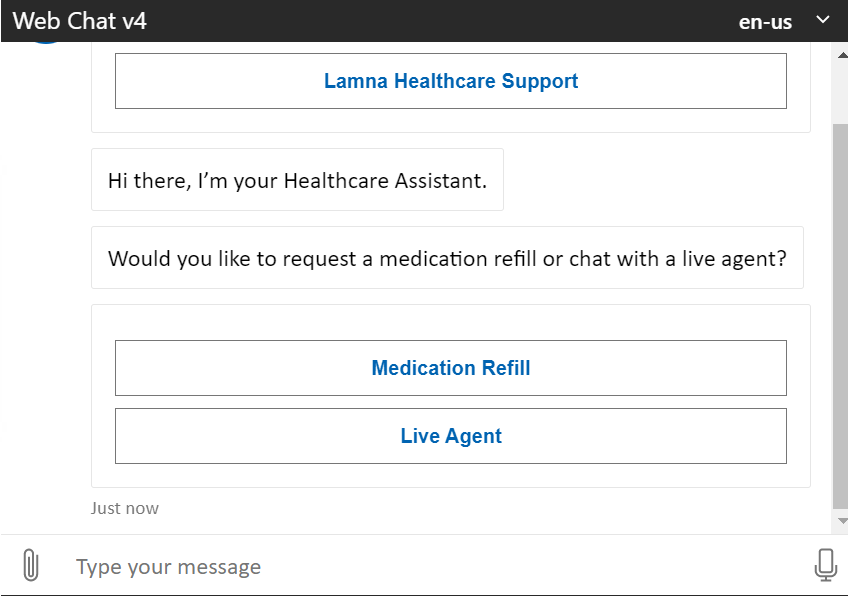 Web Chat v4
en-us
Lamna Healthcare Support
Hi there, I’m your Healthcare Assistant.
Would you like to request a medication refill or chat with a live agent?
Medication Refill
Live Agent
Just now
Type your message